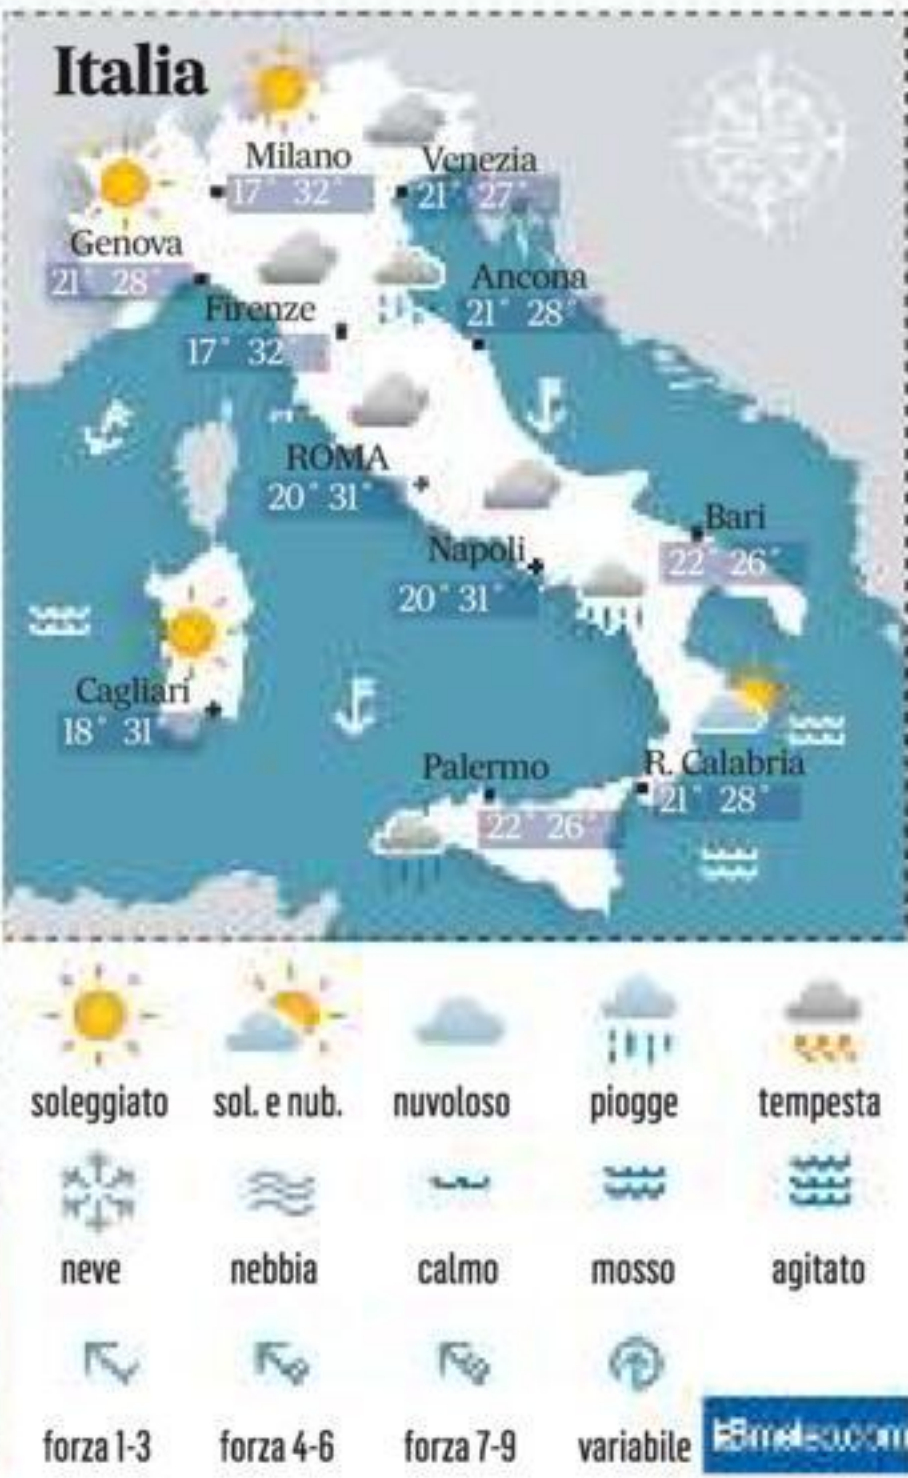 Italia
Milano
17° 32°
Venezia
21° 27°
Genova
21° 28°
Ancona
21° 28°
Firenze
17° 32
ROMA
20° 31°
Bari
22° 26°
Napoli
20° 31°
Cagliari
18° 31
Palermo
22° 26°
R. Calabria
21° 28°
soleggiato sol. e nub. nuvoloso piogge tempesta
neve nebbia calmo mosso agitato
forza 1-3 forza 4-6 forza 7-9 variabile